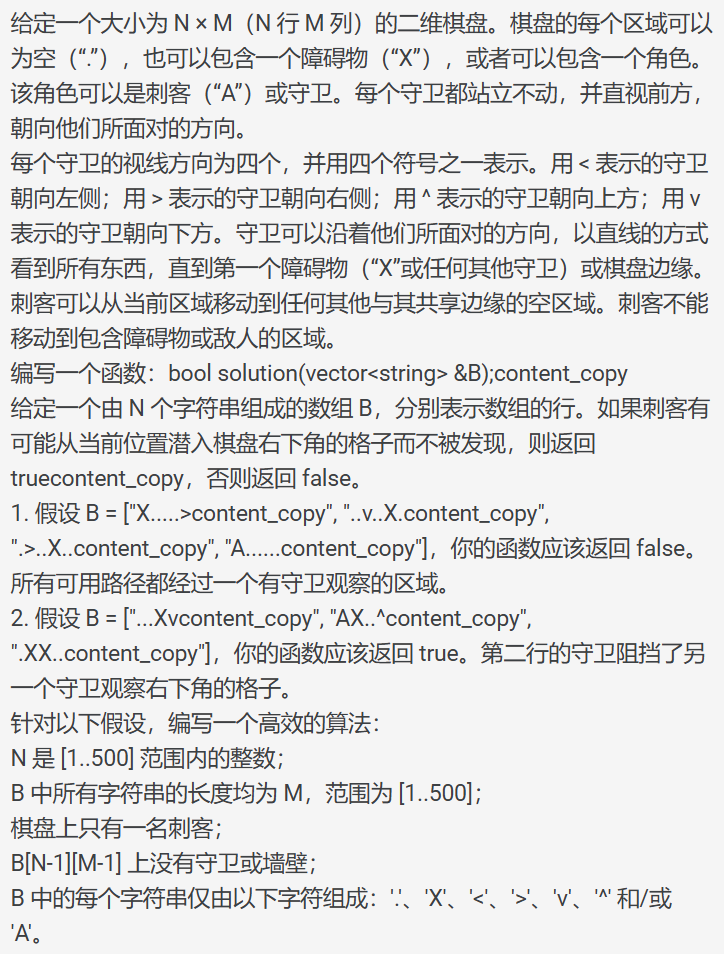 给定一个大小为 N × M（N 行 M 列）的二维棋盘。棋盘的每个区域可以
为空（“.”），也可以包含一个障碍物（“X”），或者可以包含一个角色。
该角色可以是刺客（“A”）或守卫。每个守卫都站立不动，并直视前方，
朝向他们所面对的方向。
每个守卫的视线方向为四个，并用四个符号之一表示。用 < 表示的守卫
朝向左侧；用 > 表示的守卫朝向右侧；用 ^ 表示的守卫朝向上方；用 v
表示的守卫朝向下方。守卫可以沿着他们所面对的方向，以直线的方式
看到所有东西，直到第一个障碍物（“X”或任何其他守卫）或棋盘边缘。
刺客可以从当前区域移动到任何其他与其共享边缘的空区域。刺客不能
移动到包含障碍物或敌人的区域。
编写一个函数：bool solution(vector<string> &B);content_copy
给定一个由 N 个字符串组成的数组 B，分别表示数组的行。如果刺客有
可能从当前位置潜入棋盘右下角的格子而不被发现，则返回
truecontent_copy，否则返回 false。
1. 假设 B = ["X.....>content_copy", "..v..X.content_copy",
".>..X..content_copy", "A......content_copy"]，你的函数应该返回 false。
所有可用路径都经过一个有守卫观察的区域。
2. 假设 B = ["...Xvcontent_copy", "AX..^content_copy",
".XX..content_copy"]，你的函数应该返回 true。第二行的守卫阻挡了另
一个守卫观察右下角的格子。
针对以下假设，编写一个高效的算法：
N 是 [1..500] 范围内的整数；
B 中所有字符串的长度均为 M，范围为 [1..500]；
棋盘上只有一名刺客；
B[N-1][M-1] 上没有守卫或墙壁；
B 中的每个字符串仅由以下字符组成：'.'、'X'、'<'、'>'、'v'、'^' 和/或
'A'。